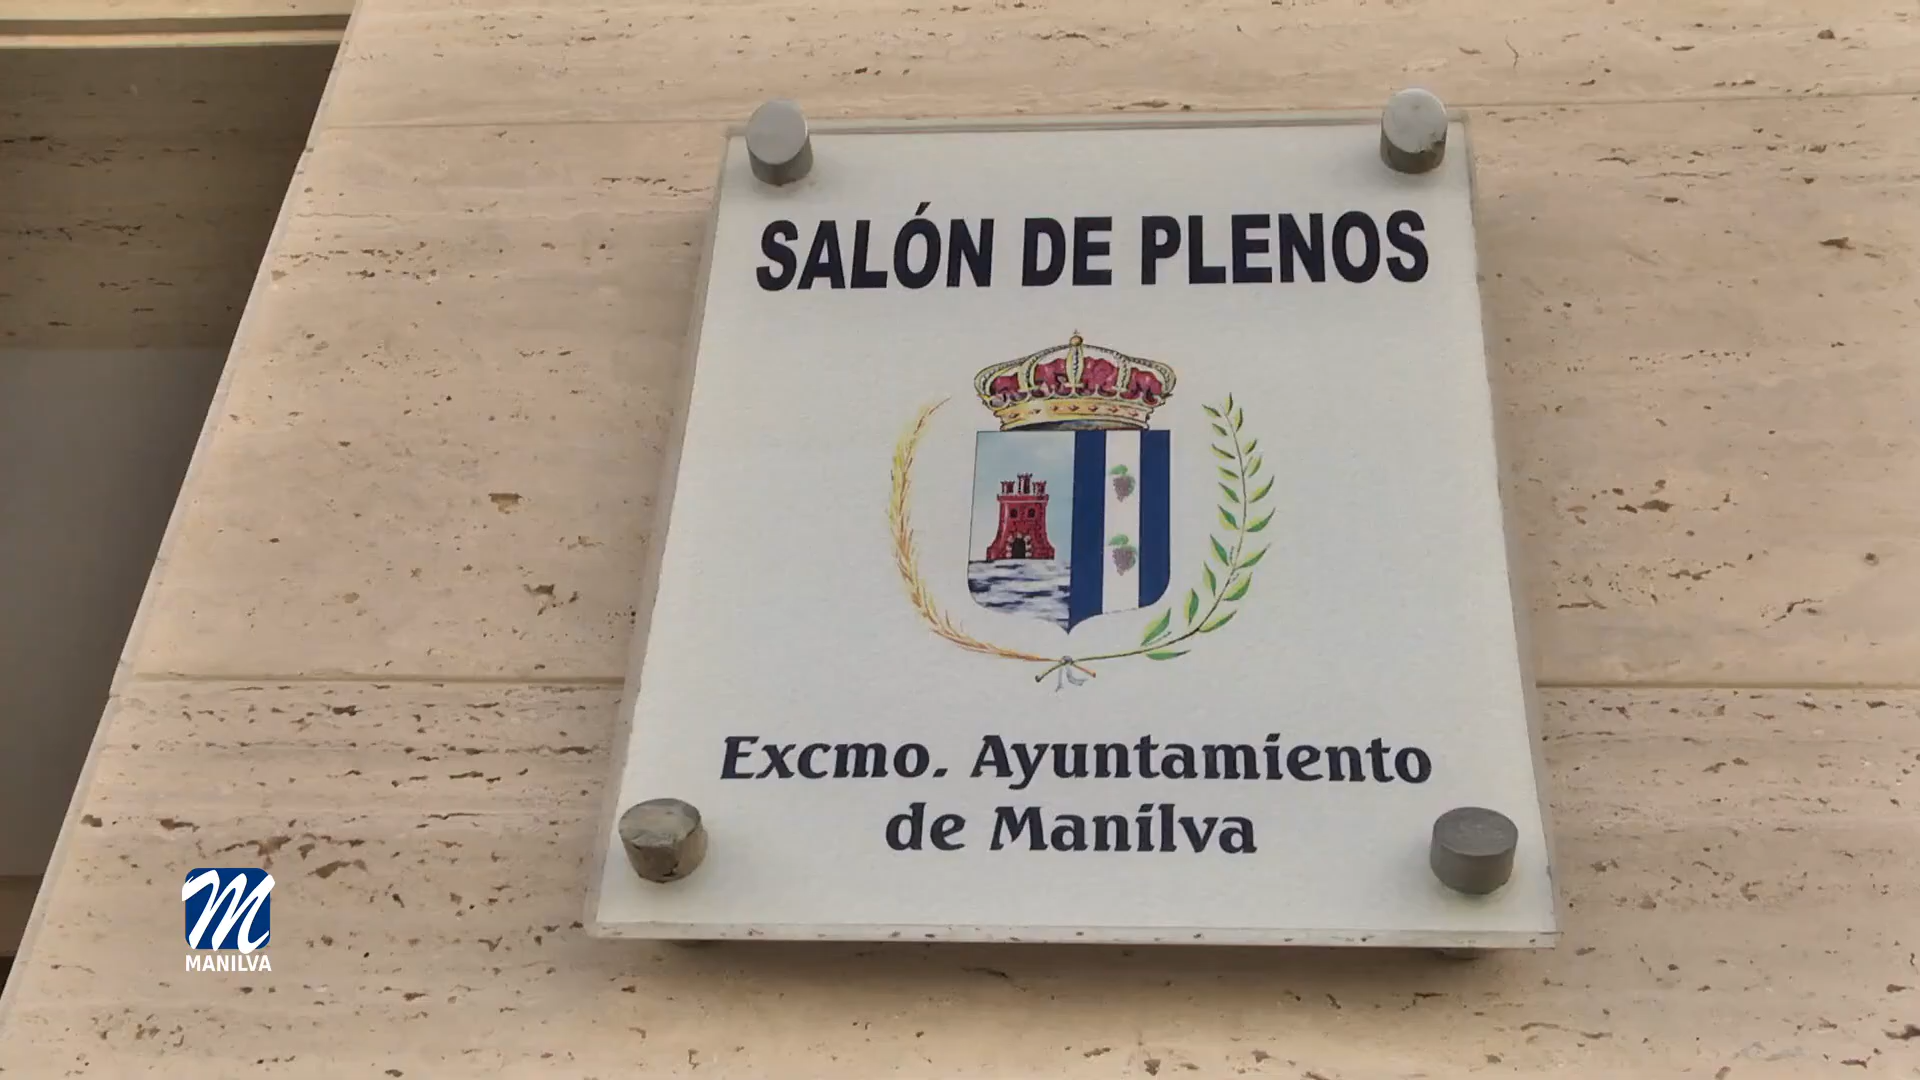 SALÓN DE PLENOS
Excmo. Ayuntamiento
de Manilva
M
MANILVA